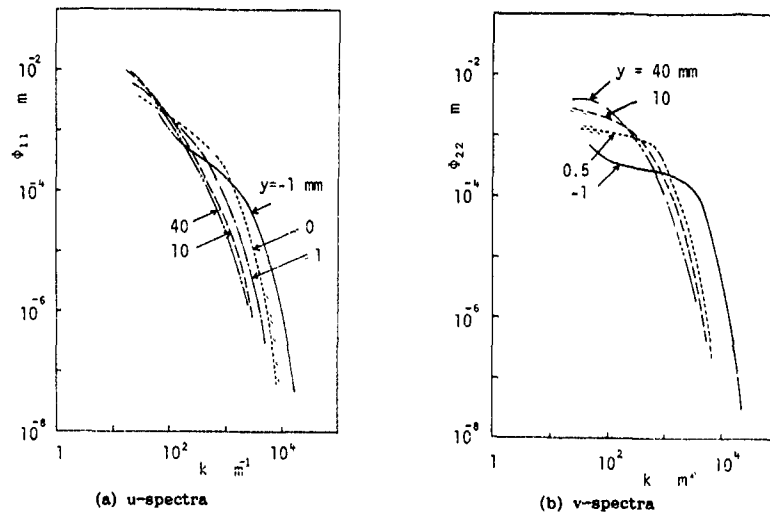 10⁻²
m
Φ₁₁
10⁻⁴
10⁻⁶
10⁻⁸
y=-1 mm
40
10
0
1
1
10²
10⁴
k m⁻¹
(a) u-spectra
10⁻²
m
Φ₂₂
10⁻⁴
10⁻⁶
10⁻⁸
y = 40 mm
10
0.5
-1
1
10²
10⁴
k m
(b) v-spectra